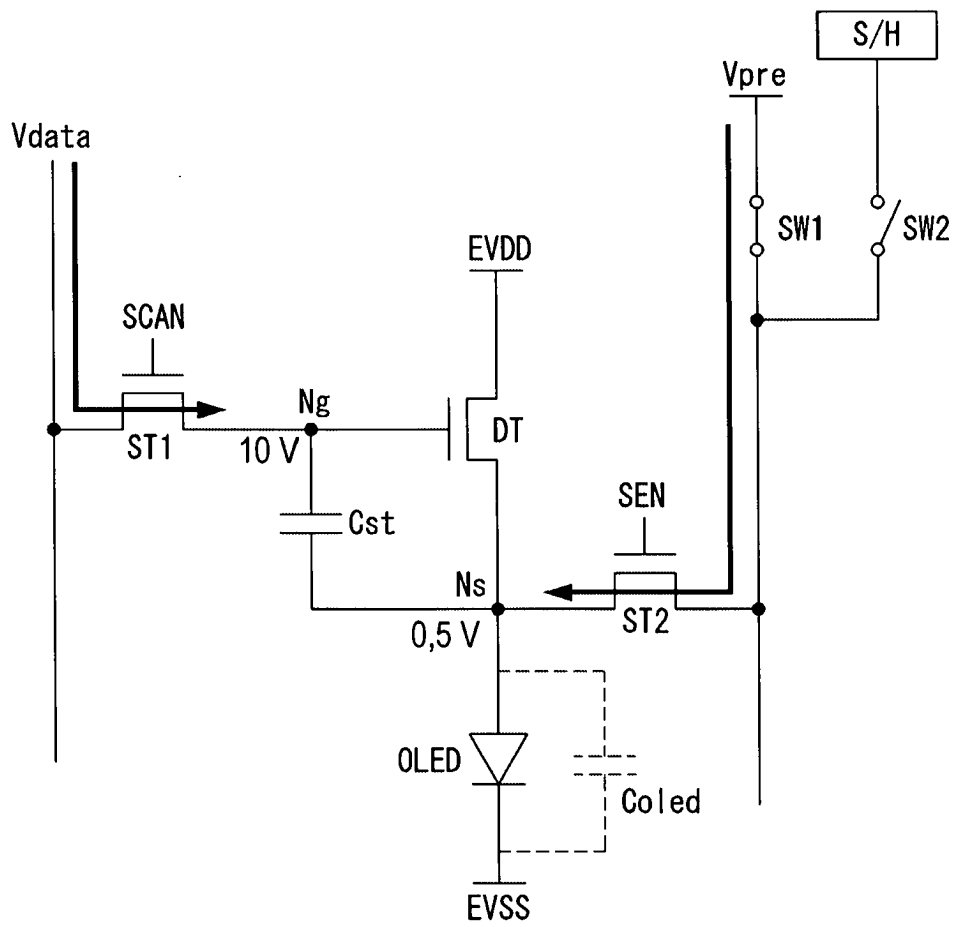 S/H
Vpre
Vdata
SW1
SW2
EVDD
SCAN
Ng
DT
ST1
10 V
Cst
SEN
Ns
ST2
0,5 V
OLED
Coled
EVSS